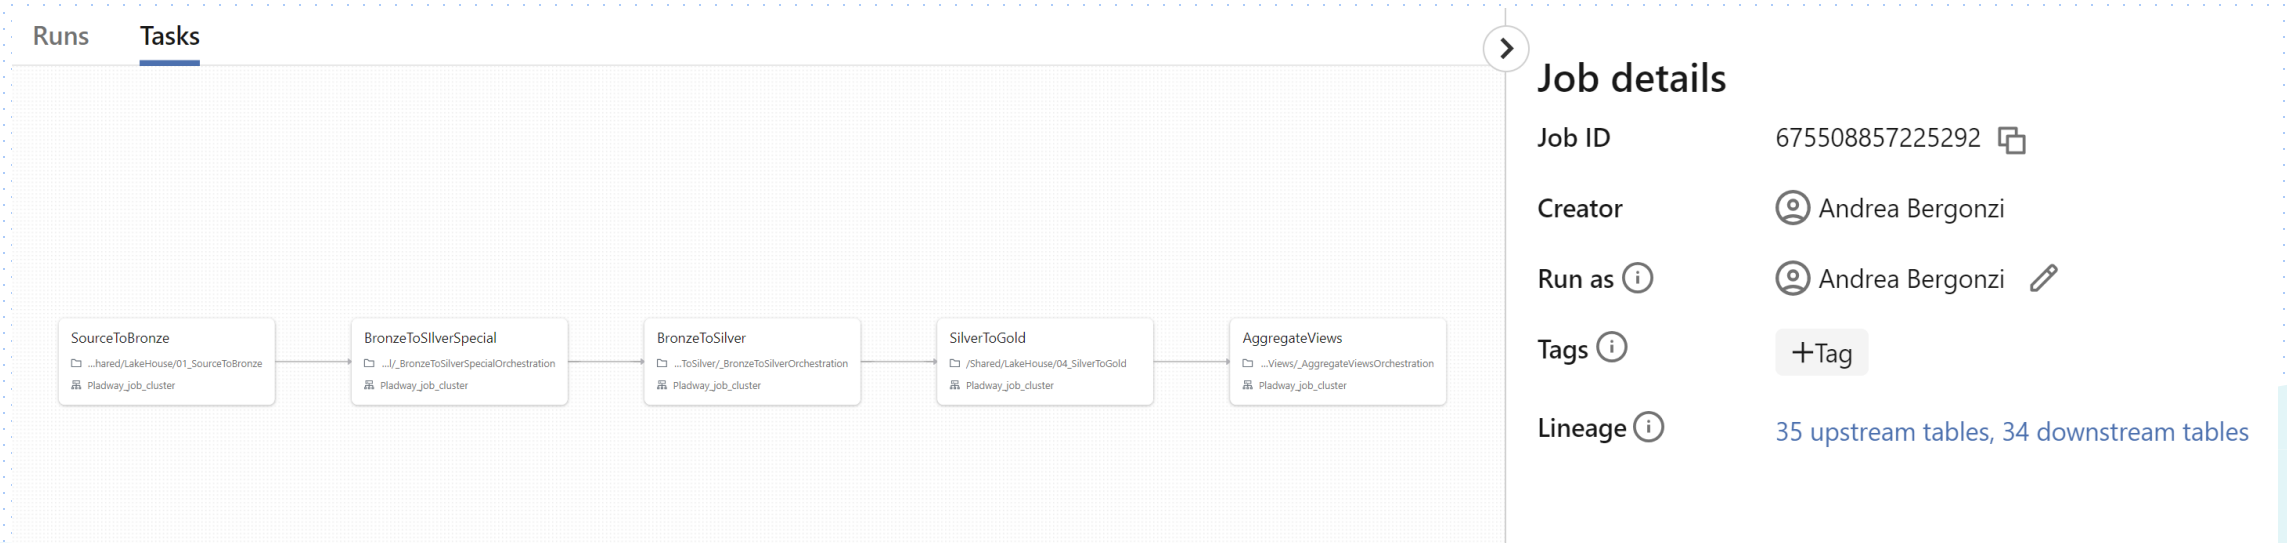 Runs Tasks
SourceToBronze
...hared/LakeHouse/01_SourceToBronze
Pladway_job_cluster
BronzeToSIlverSpecial
...l/_BronzeToSilverSpecialOrchestration
Pladway_job_cluster
BronzeToSilver
...ToSilver/_BronzeToSilverOrchestration
Pladway_job_cluster
SilverToGold
/Shared/LakeHouse/04_SilverToGold
Pladway_job_cluster
AggregateViews
...Views/_AggregateViewsOrchestration
Pladway_job_cluster
Job details
Job ID 675508857225292
Creator Andrea Bergonzi
Run as Andrea Bergonzi
Tags +Tag
Lineage 35 upstream tables, 34 downstream tables